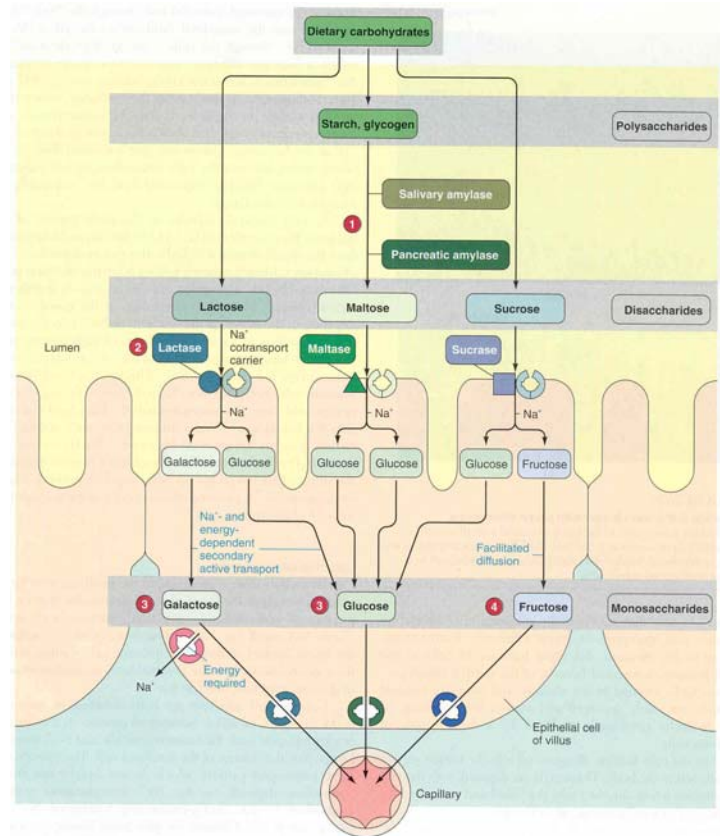 Dietary carbohydrates
Starch, glycogen
Polysaccharides
Salivary amylase
1
Pancreatic amylase
Lactose
Maltose
Sucrose
Disaccharides
Lumen
2
Lactase
Na⁺
cotransport
carrier
Maltase
Sucrase
Na⁺
Na⁺
Na⁺
Galactose
Glucose
Glucose
Glucose
Glucose
Fructose
Na⁺- and
energy-
dependent
secondary
active transport
Facilitated
diffusion
3
Galactose
3
Glucose
4
Fructose
Monosaccharides
Energy
required
Na⁺
Epithelial cell
of villus
Capillary